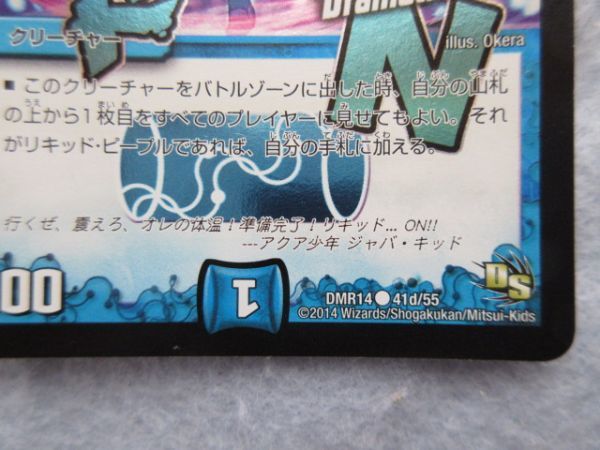 クリーチャー
illus. Okera
■このクリーチャーをバトルゾーンに出した時、自分の山札
の上から1枚目をすべてのプレイヤーに見せてもよい。それ
がリキッド・ピープルであれば、自分の手札に加える。
行くぜ、震えろ、オレの体温!準備完了!リキッド... ON!!
---アクア少年 ジャバ・キッド
00
1
DMR14 41d/55
DS
©2014 Wizards/Shogakukan/Mitsui-Kids